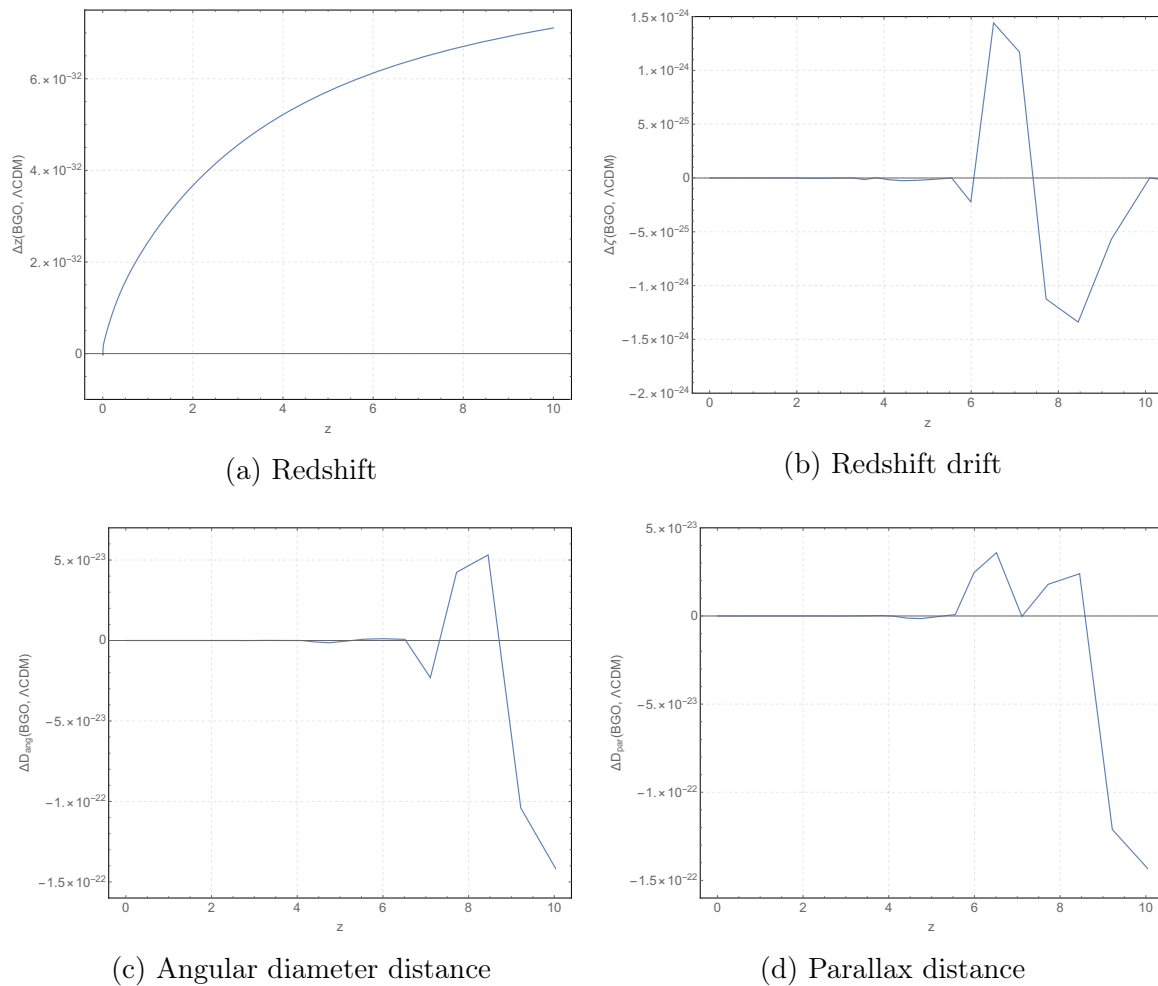 6.×10⁻³²
4.×10⁻³²
2.×10⁻³²
0
Δz(BGO, ΛCDM)
0 2 4 6 8 10
z
(a) Redshift
1.5×10⁻²⁴
1.×10⁻²⁴
5.×10⁻²⁵
0
−5.×10⁻²⁵
−1.×10⁻²⁴
−1.5×10⁻²⁴
−2.×10⁻²⁴
Δζ(BGO, ΛCDM)
0 2 4 6 8 10
z
(b) Redshift drift
5.×10⁻²³
0
−5.×10⁻²³
−1.×10⁻²²
−1.5×10⁻²²
ΔD_ang(BGO, ΛCDM)
0 2 4 6 8 10
z
(c) Angular diameter distance
5.×10⁻²³
0
−5.×10⁻²³
−1.×10⁻²²
−1.5×10⁻²²
ΔD_par(BGO, ΛCDM)
0 2 4 6 8 10
z
(d) Parallax distance